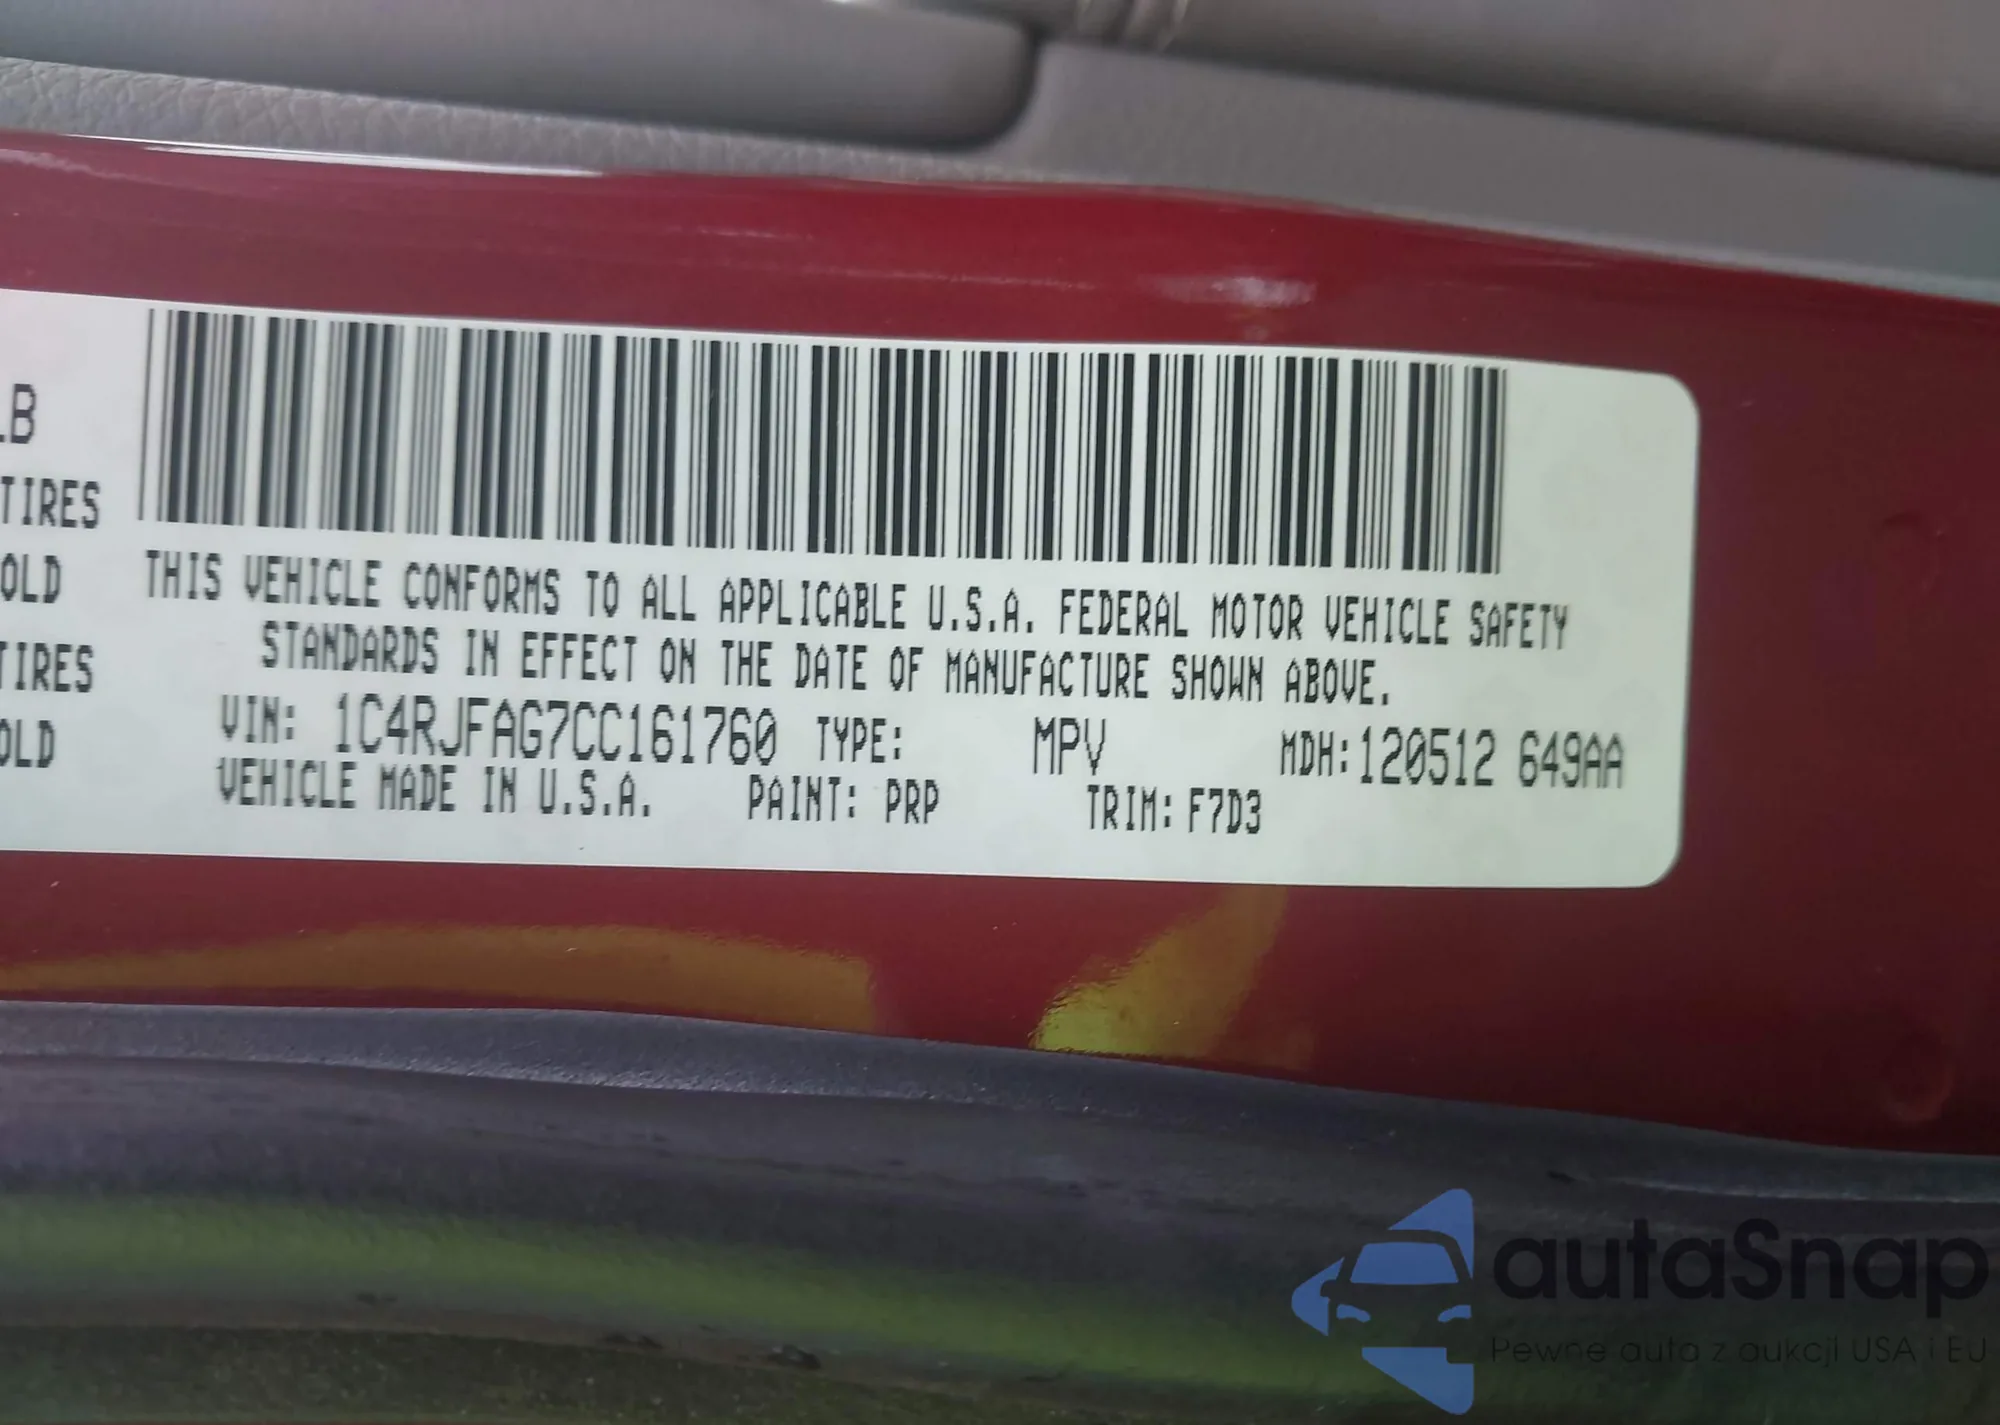 LB
TIRES
OLD
TIRES
OLD
THIS VEHICLE CONFORMS TO ALL APPLICABLE U.S.A. FEDERAL MOTOR VEHICLE SAFETY
STANDARDS IN EFFECT ON THE DATE OF MANUFACTURE SHOWN ABOVE.
VIN: 1C4RJFAG7CC161760 TYPE: MPV MDH:120512 649AA
VEHICLE MADE IN U.S.A. PAINT: PRP TRIM: F7D3
autaSnap
Pewne auta z aukcji USA i EU